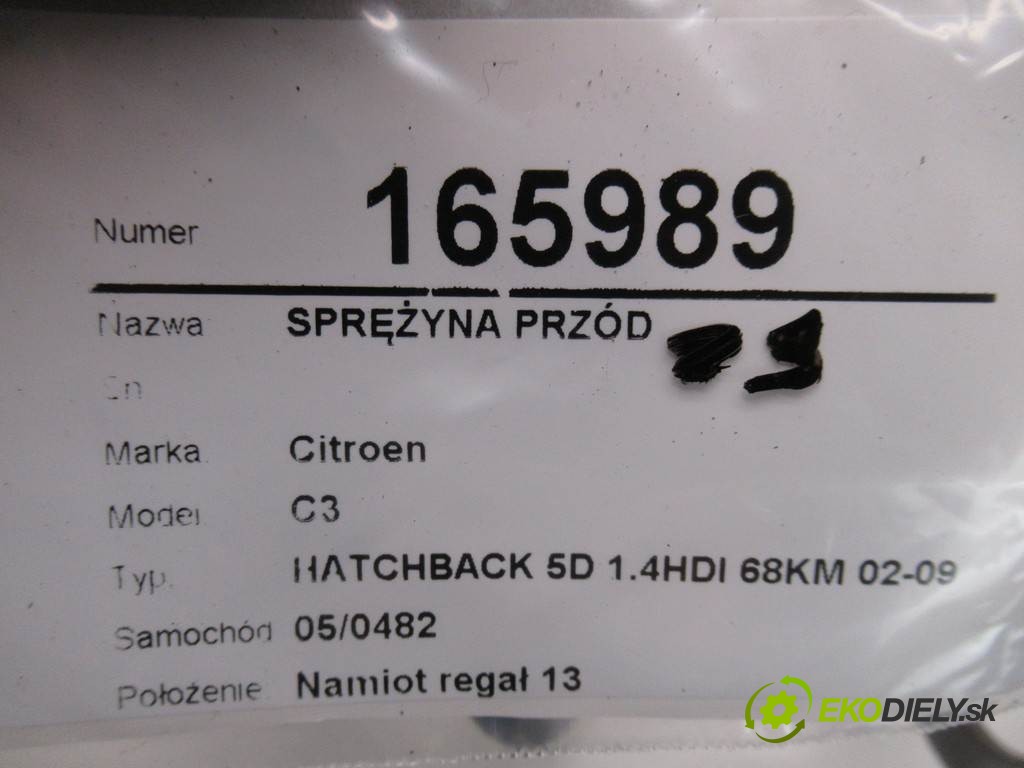 Numer 165989
Nazwa SPRĘŻYNA PRZÓD
Marka Citroen
Model C3
Typ. HATCHBACK 5D 1.4HDI 68KM 02-09
Samochód 05/0482
Położenie Namiot regał 13
EKODIELY.sk